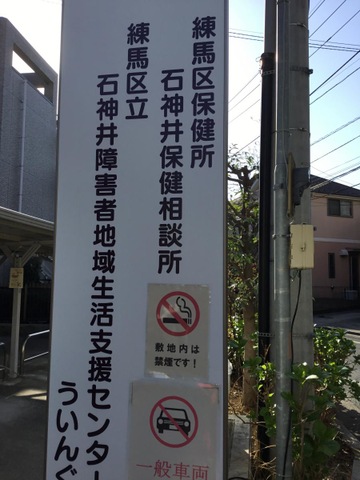 練馬区保健所
石神井保健相談所
練馬区立
石神井障害者地域生活支援センター
ういんぐ
敷地内は
禁煙です!
一般車両